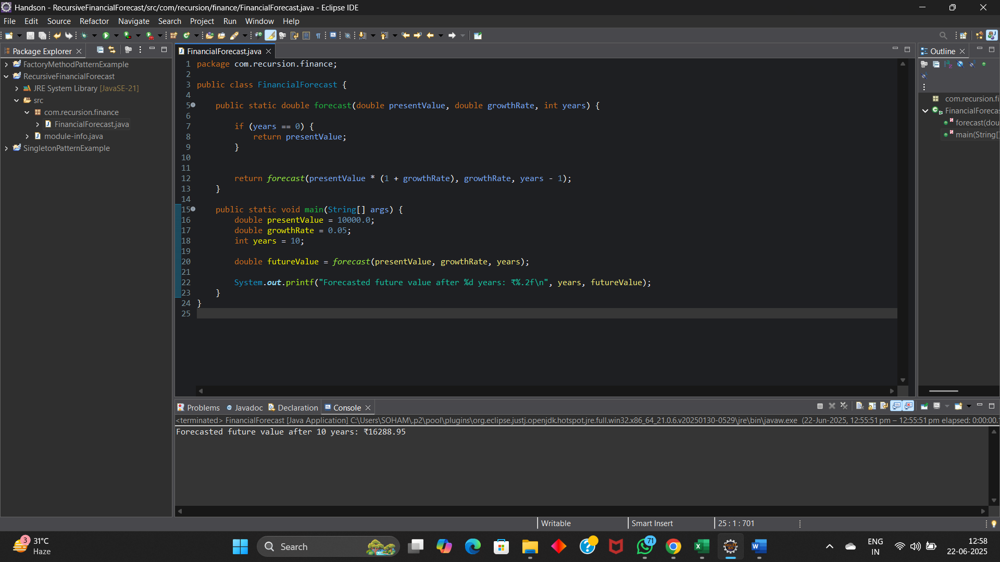 Handson - RecursiveFinancialForecast/src/com/recursion/finance/FinancialForecast.java - Eclipse IDE
File Edit Source Refactor Navigate Search Project Run Window Help
Package Explorer
FactoryMethodPatternExample
RecursiveFinancialForecast
JRE System Library [JavaSE-21]
src
com.recursion.finance
FinancialForecast.java
module-info.java
SingletonPatternExample
FinancialForecast.java
1 package com.recursion.finance;
2
3 public class FinancialForecast {
4
5 public static double forecast(double presentValue, double growthRate, int years) {
6
7 if (years == 0) {
8 return presentValue;
9 }
10
11
12 return forecast(presentValue * (1 + growthRate), growthRate, years - 1);
13 }
14
15 public static void main(String[] args) {
16 double presentValue = 10000.0;
17 double growthRate = 0.05;
18 int years = 10;
19
20 double futureValue = forecast(presentValue, growthRate, years);
21
22 System.out.printf("Forecasted future value after %d years: ₹%.2f\n", years, futureValue);
23 }
24 }
25
Outline
com.recursion.fi
FinancialForecas
forecast(dou
main(String[]
Problems Javadoc Declaration Console
<terminated> FinancialForecast [Java Application] C:\Users\SOHAM\.p2\pool\plugins\org.eclipse.justj.openjdk.hotspot.jre.full.win32.x86_64_21.0.6.v20250130-0529\jre\bin\javaw.exe (22-Jun-2025, 12:55:51 pm – 12:55:51 pm elapsed: 0:00:00.
Forecasted future value after 10 years: ₹16288.95
Writable Smart Insert 25 : 1 : 701
3
31°C
Haze
Search
71
ENG
IN
12:58
22-06-2025